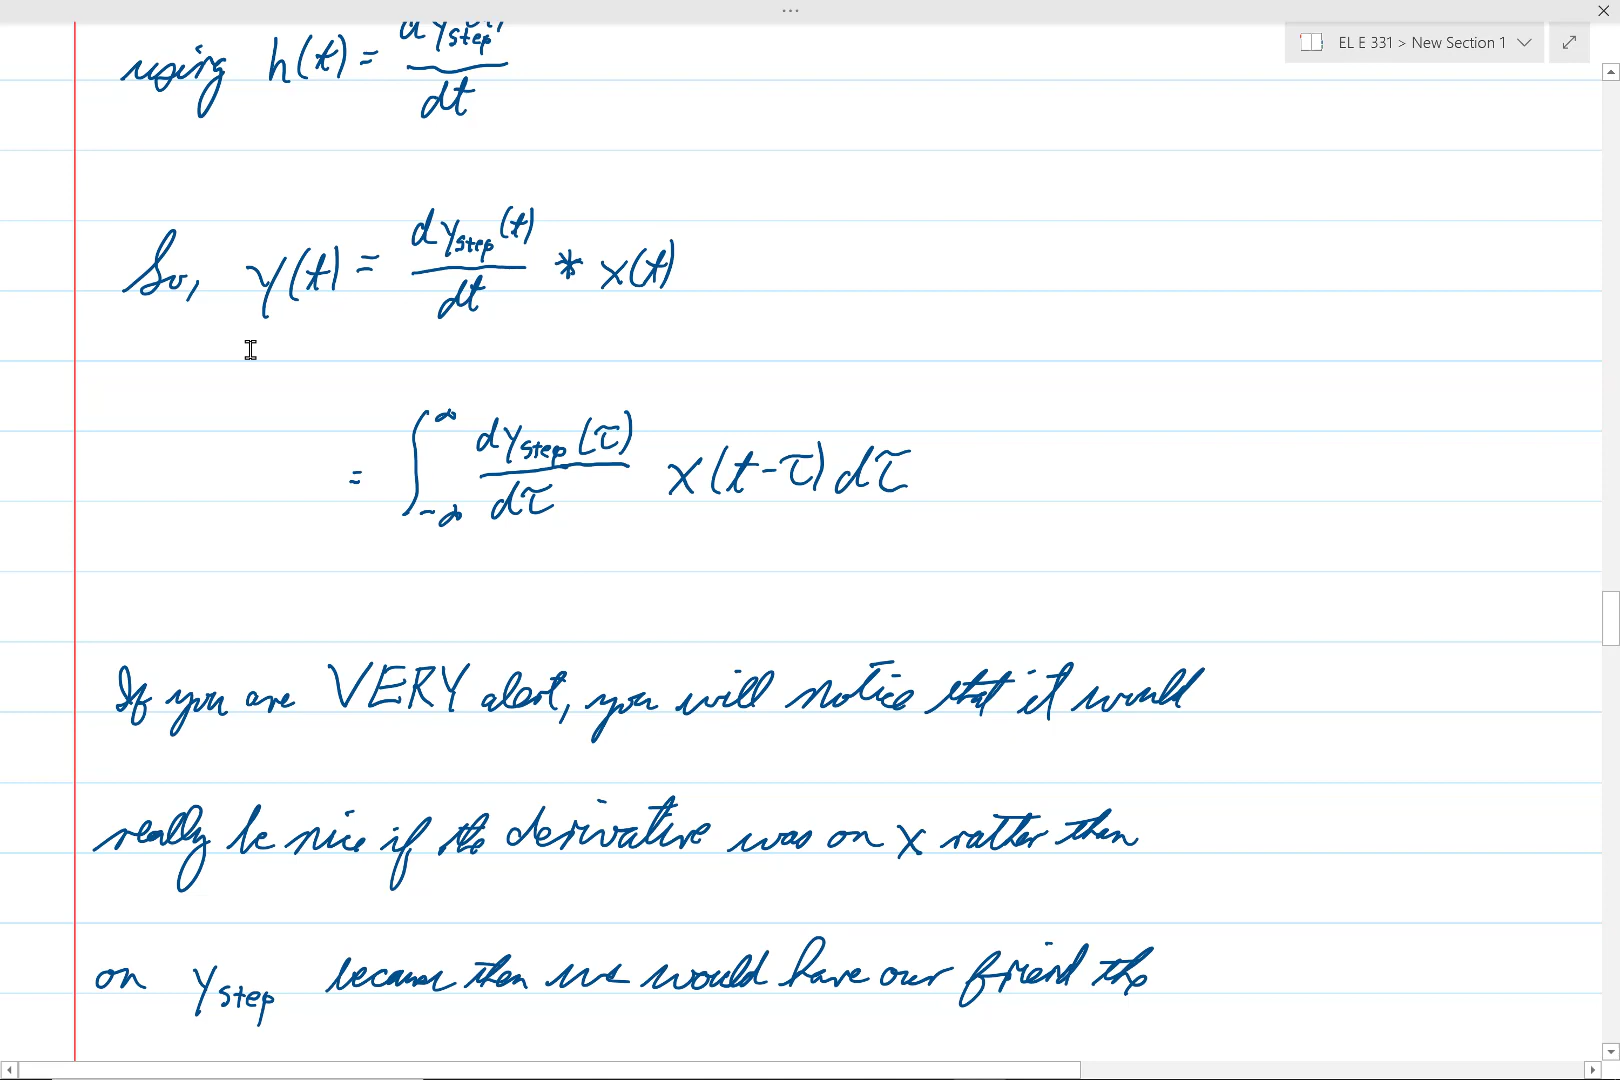 EL E 331 > New Section 1
using h(t) = dy_step(t)/dt
So, y(t) = dy_step(t)/dt * x(t)
= ∫_{-∞}^{∞} dy_step(τ)/dτ x(t-τ) dτ
If you are VERY alert, you will notice that it would
really be nice if the derivative was on x rather then
on y_step because then we would have our friend the